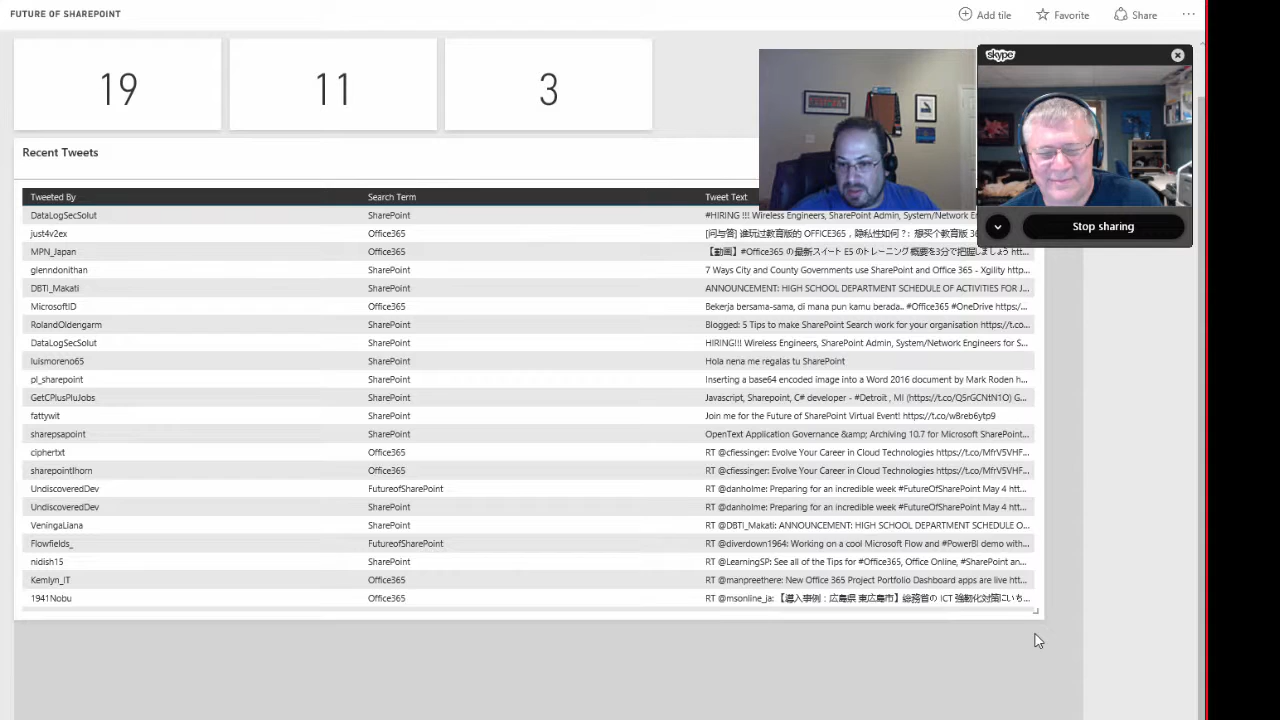 FUTURE OF SHAREPOINT
Add tile Favorite Share ...
skype
19 11 3
Recent Tweets
Tweeted By Search Term Tweet Text
DataLogSecSolut SharePoint #HIRING !!! Wireless Engineers, SharePoint Admin, System/Network En
Stop sharing
just4v2ex Office365 [问与答] 谁玩过教育版的 OFFICE365，隐私性如何？: 想买个教育版 36
MPN_Japan Office365 【動画】#Office365 の最新スイート E5 のトレーニング概要を3分で把握しましょう htt...
glenndonithan SharePoint 7 Ways City and County Governments use SharePoint and Office 365 - Xgility http...
DBTI_Makati SharePoint ANNOUNCEMENT: HIGH SCHOOL DEPARTMENT SCHEDULE OF ACTIVITIES FOR J...
MicrosoftID Office365 Bekerja bersama-sama, di mana pun kamu berada.. #Office365 #OneDrive https:/...
RolandOldengarm SharePoint Blogged: 5 Tips to make SharePoint Search work for your organisation https://t.co...
DataLogSecSolut SharePoint HIRING!!! Wireless Engineers, SharePoint Admin, System/Network Engineers for S...
luismoreno65 SharePoint Hola nena me regalas tu SharePoint
pl_sharepoint SharePoint Inserting a base64 encoded image into a Word 2016 document by Mark Roden h...
GetCPlusPluJobs SharePoint Javascript, Sharepoint, C# developer - #Detroit , MI (https://t.co/Q5rGCNtN1O) G...
fattywit SharePoint Join me for the Future of SharePoint Virtual Event! https://t.co/w8reb6ytp9
sharepsapoint SharePoint OpenText Application Governance &amp; Archiving 10.7 for Microsoft SharePoint...
ciphertxt Office365 RT @cfiessinger: Evolve Your Career in Cloud Technologies https://t.co/MfrV5VHF...
sharepointlhorn Office365 RT @cfiessinger: Evolve Your Career in Cloud Technologies https://t.co/MfrV5VHF...
UndiscoveredDev FutureofSharePoint RT @danholme: Preparing for an incredible week #FutureOfSharePoint May 4 htt...
UndiscoveredDev SharePoint RT @danholme: Preparing for an incredible week #FutureOfSharePoint May 4 htt...
VeningaLiana SharePoint RT @DBTI_Makati: ANNOUNCEMENT: HIGH SCHOOL DEPARTMENT SCHEDULE O...
Flowfields_ FutureofSharePoint RT @diverdown1964: Working on a cool Microsoft Flow and #PowerBI demo with...
nidish15 SharePoint RT @LearningSP: See all of the Tips for #Office365, Office Online, #SharePoint an...
Kemlyn_IT Office365 RT @manpreethere: New Office 365 Project Portfolio Dashboard apps are live htt...
1941Nobu Office365 RT @msonline_ja: 【導入事例：広島県 東広島市】総務省の ICT 強靭化対策にいち...